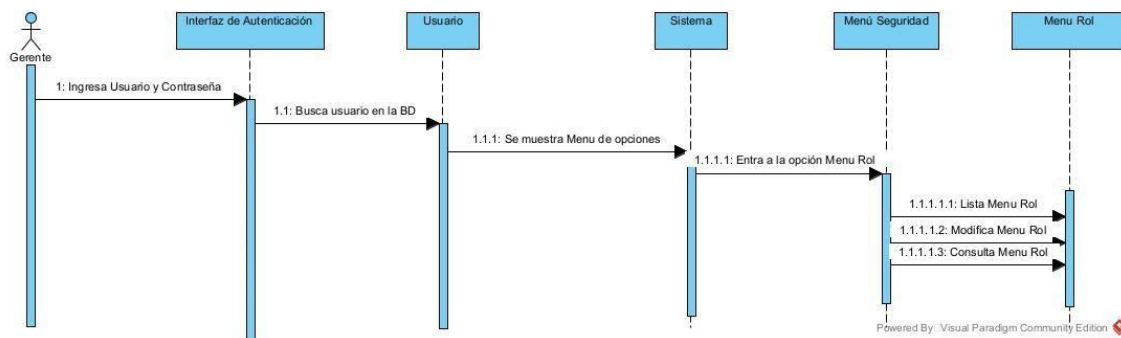 Gerente
Interfaz de Autenticación
Usuario
Sistema
Menú Seguridad
Menu Rol
1: Ingresa Usuario y Contraseña
1.1: Busca usuario en la BD
1.1.1: Se muestra Menu de opciones
1.1.1.1: Entra a la opción Menu Rol
1.1.1.1.1: Lista Menu Rol
1.1.1.1.2: Modifica Menu Rol
1.1.1.1.3: Consulta Menu Rol
Powered By Visual Paradigm Community Edition